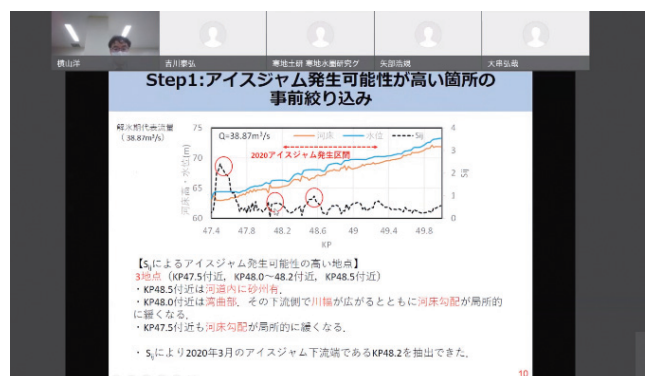 横山洋
吉川泰弘
寒地土研 寒地水圏研究グ
矢部浩規
大串弘哉
Step1:アイスジャム発生可能性が高い箇所の
事前絞り込み
解氷期代表流量
(38.87m³/s)
Q=38.87m³/s
河床
水位
Sij
2020アイスジャム発生区間
河床高・水位(m)
75
70
65
60
4
3
2
1
0
Sij
47.4 47.8 48.2 48.6 49 49.4 49.8
KP
【Sijによるアイスジャム発生可能性の高い地点】
3地点（KP47.5付近，KP48.0～48.2付近，KP48.5付近）
・KP48.5付近は河道内に砂州有．
・KP48.0付近は湾曲部．その下流側で川幅が広がるとともに河床勾配が局所的
に緩くなる．
・KP47.5付近も河床勾配が局所的に緩くなる．
・ Sijにより2020年3月のアイスジャム下流端であるKP48.2を抽出できた．
10